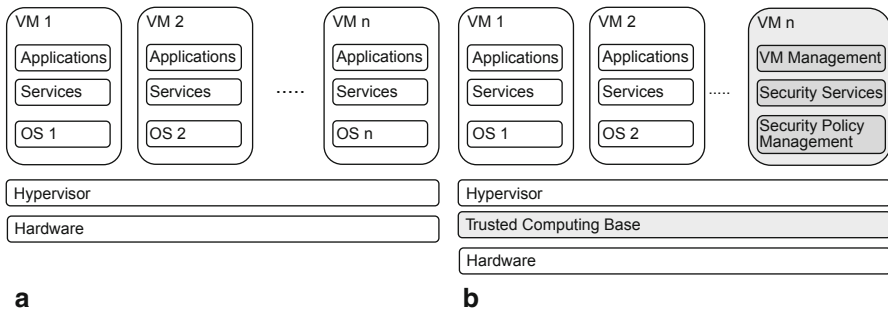 VM 1
Applications
Services
OS 1
VM 2
Applications
Services
OS 2
.....
VM n
Applications
Services
OS n
Hypervisor
Hardware
a
VM 1
Applications
Services
OS 1
VM 2
Applications
Services
OS 2
.....
VM n
VM Management
Security Services
Security Policy
Management
Hypervisor
Trusted Computing Base
Hardware
b